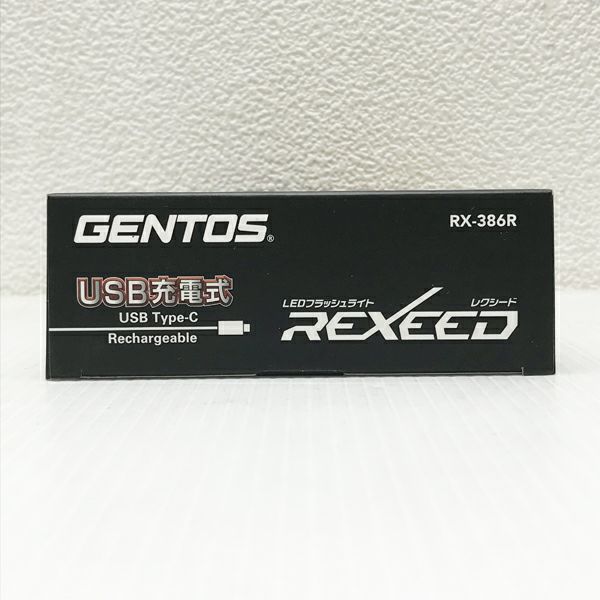 GENTOS®
RX-386R
USB充電式
USB Type-C
Rechargeable
LEDフラッシュライト
レクシード
REXEED